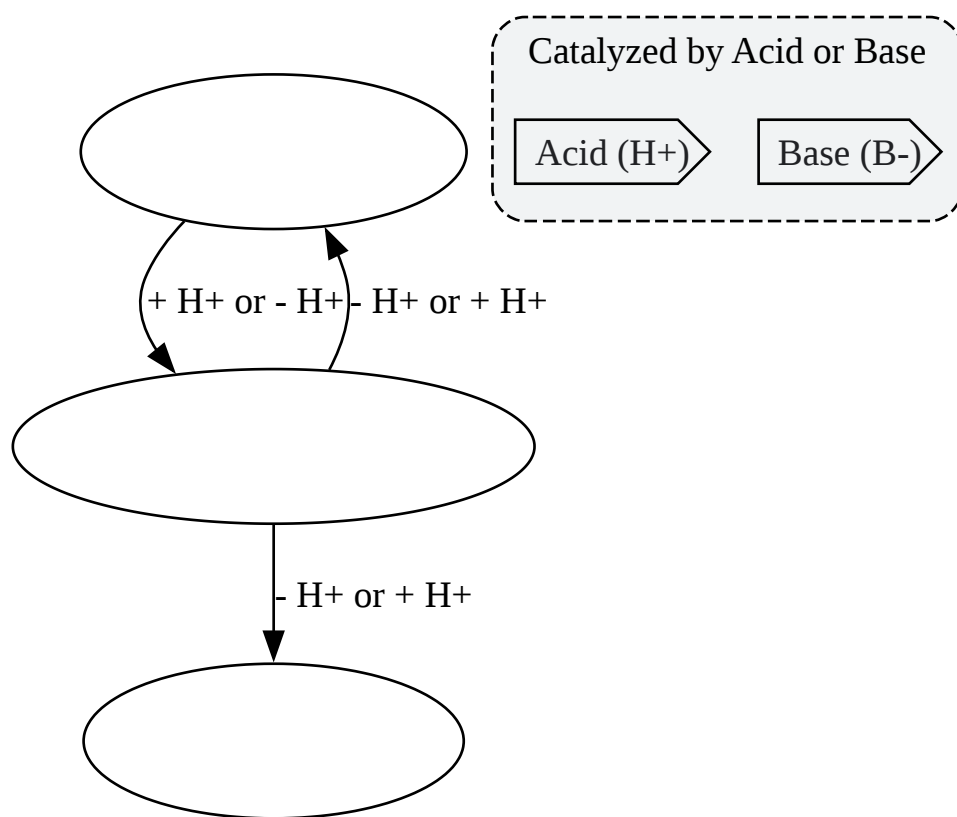 Catalyzed by Acid or Base
Acid (H+)
Base (B-)
+ H+ or - H+
- H+ or + H+
- H+ or + H+